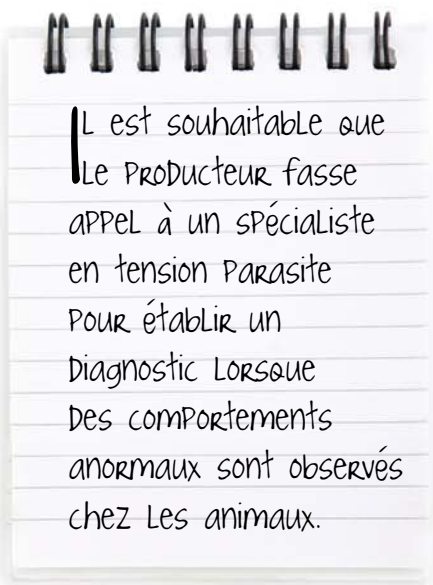 Il est souhaitable que
le producteur fasse
appel à un spécialiste
en tension parasite
pour établir un
diagnostic lorsque
des comportements
anormaux sont observés
chez les animaux.